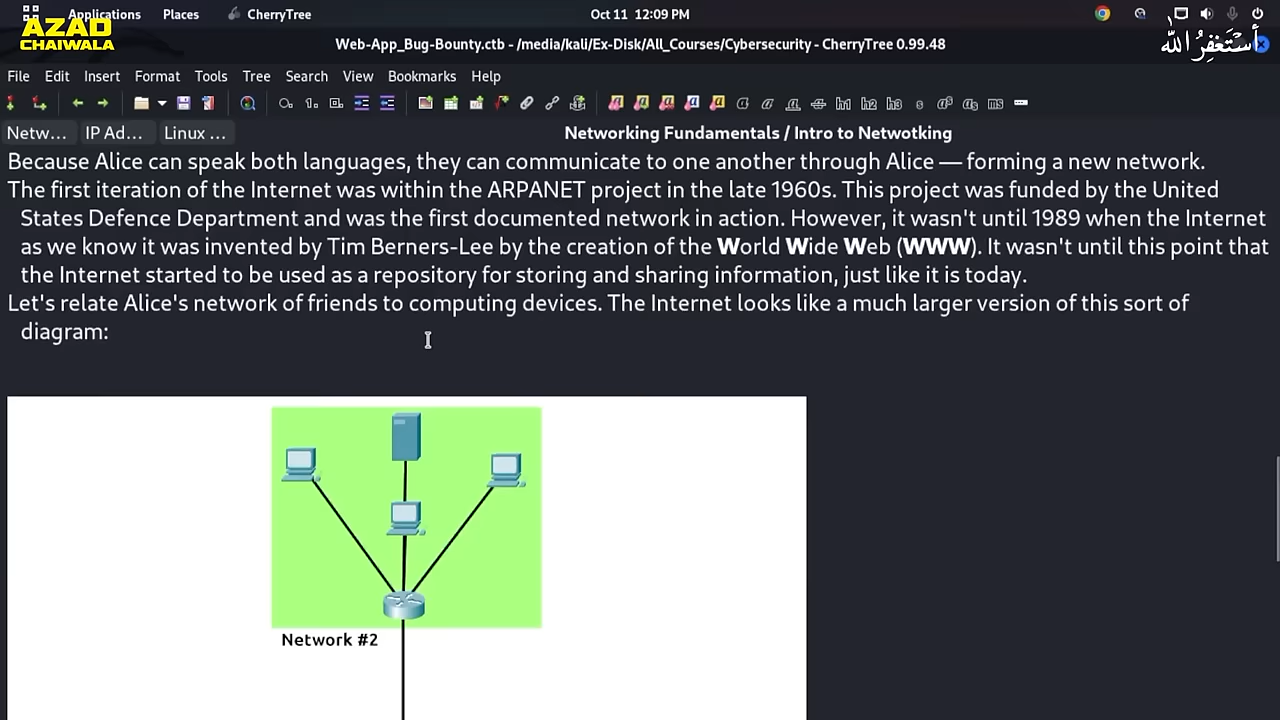 Applications Places CherryTree Oct 11 12:09 PM
AZAD
CHAIWALA
أستغفر الله
Web-App_Bug-Bounty.ctb - /media/kali/Ex-Disk/All_Courses/Cybersecurity - CherryTree 0.99.48
File Edit Insert Format Tools Tree Search View Bookmarks Help
h1 h2 h3 s
Netw... IP Ad... Linux ... Networking Fundamentals / Intro to Netwotking
Because Alice can speak both languages, they can communicate to one another through Alice — forming a new network.
The first iteration of the Internet was within the ARPANET project in the late 1960s. This project was funded by the United
States Defence Department and was the first documented network in action. However, it wasn't until 1989 when the Internet
as we know it was invented by Tim Berners-Lee by the creation of the World Wide Web (WWW). It wasn't until this point that
the Internet started to be used as a repository for storing and sharing information, just like it is today.
Let's relate Alice's network of friends to computing devices. The Internet looks like a much larger version of this sort of
diagram:
Network #2